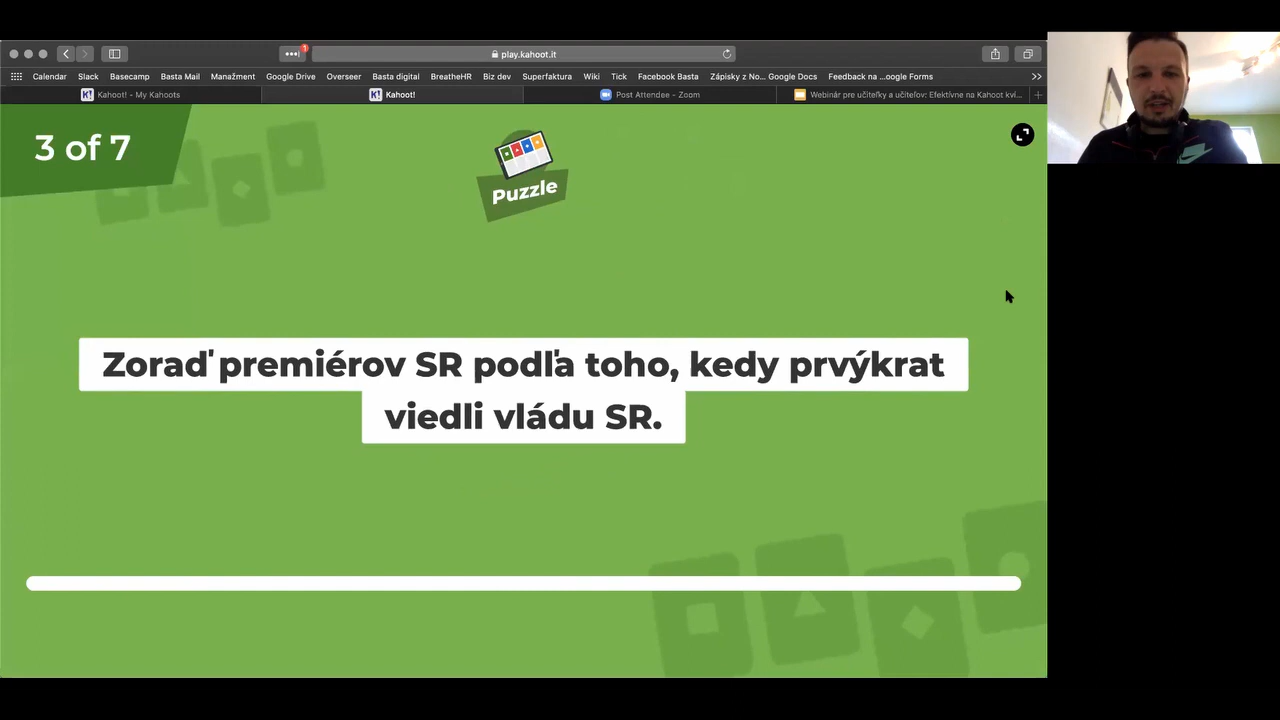 1
play.kahoot.it
Calendar Slack Basecamp Basta Mail Manažment Google Drive Overseer Basta digital BreatheHR Biz dev Superfaktura Wiki Tick Facebook Basta Zápisky z No... Google Docs Feedback na ...oogle Forms
K! Kahoot! - My Kahoots K! Kahoot! Post Attendee - Zoom Webinár pre učiteľky a učiteľov: Efektívne na Kahoot kví...
3 of 7
Puzzle
Zoraď premiérov SR podľa toho, kedy prvýkrat
viedli vládu SR.